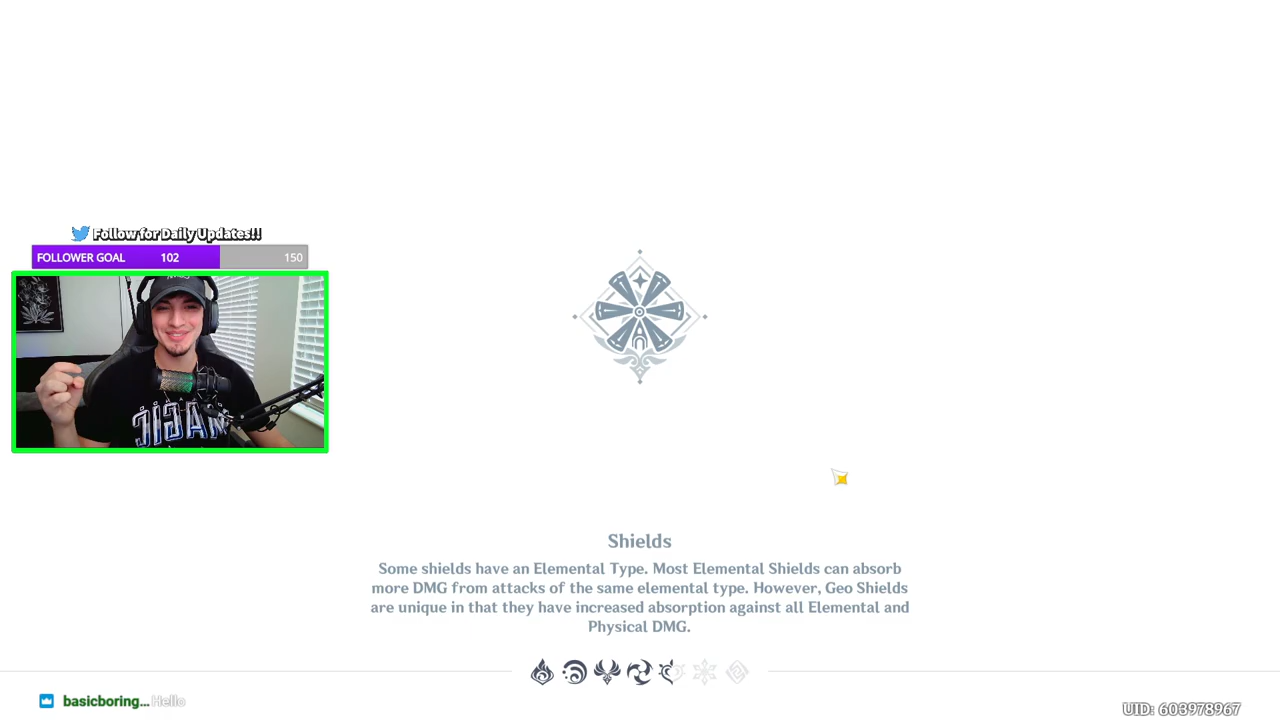 Follow for Daily Updates!!
FOLLOWER GOAL 102 150
MAGIC
Shields
Some shields have an Elemental Type. Most Elemental Shields can absorb
more DMG from attacks of the same elemental type. However, Geo Shields
are unique in that they have increased absorption against all Elemental and
Physical DMG.
basicboring... Hello
UID: 603978967